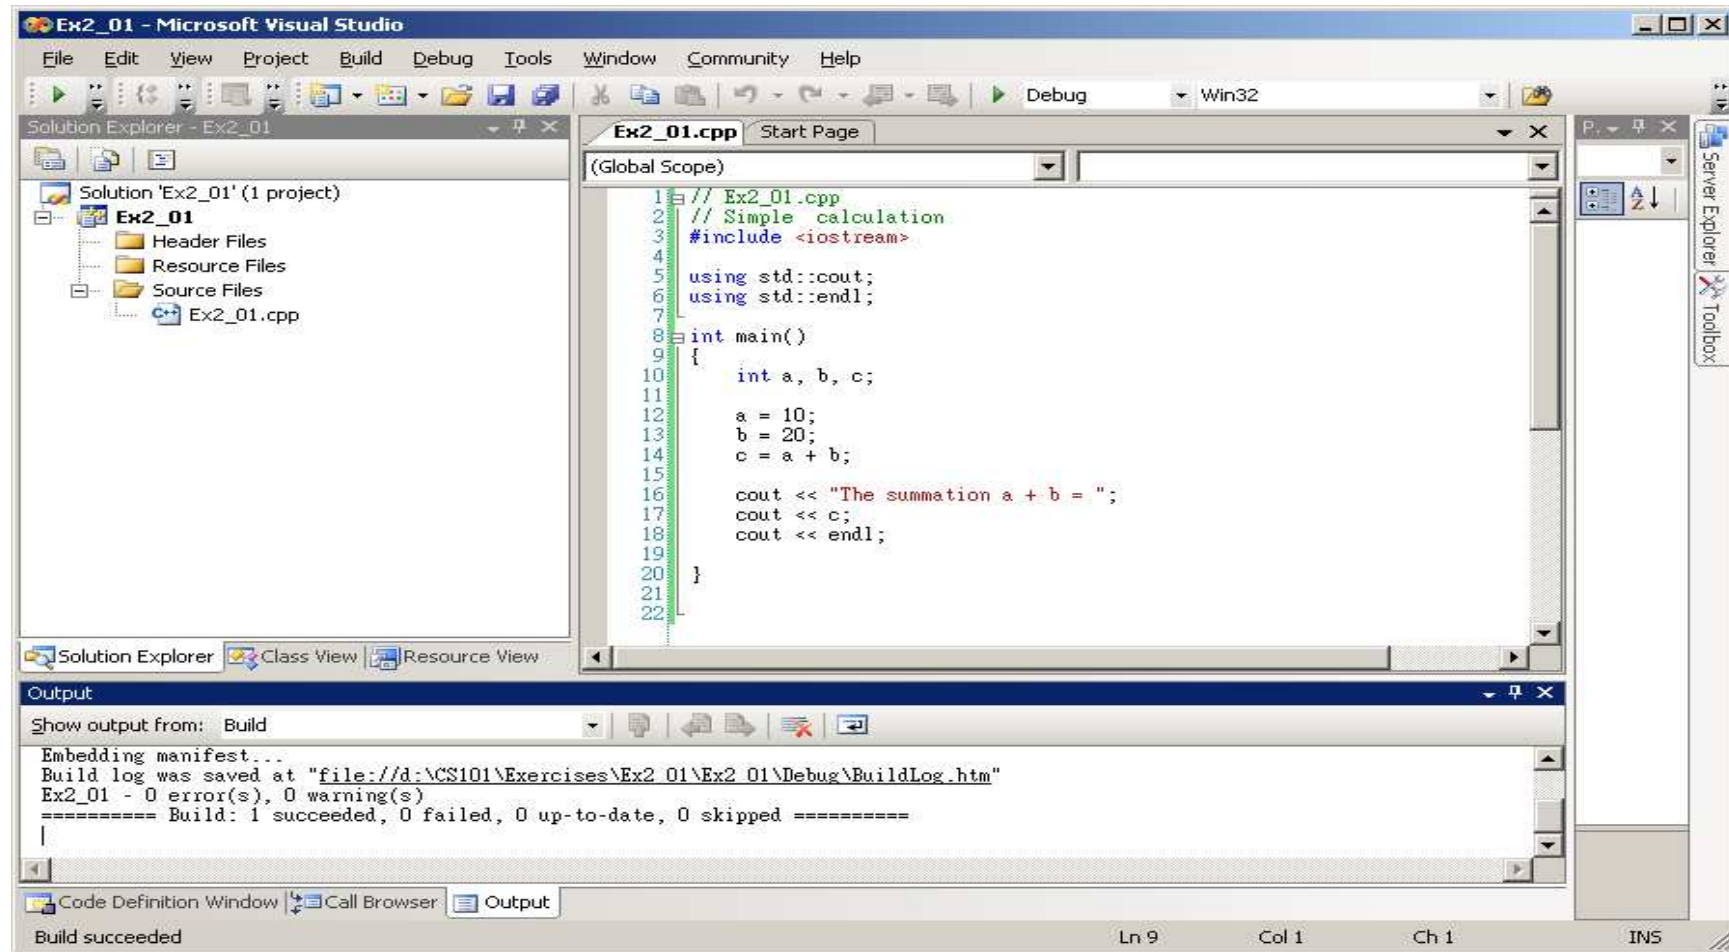 Ex2_01 - Microsoft Visual Studio
File Edit View Project Build Debug Tools Window Community Help
Debug Win32
Solution Explorer - Ex2_01
Solution 'Ex2_01' (1 project)
Ex2_01
Header Files
Resource Files
Source Files
Ex2_01.cpp
Solution Explorer Class View Resource View
Ex2_01.cpp Start Page
(Global Scope)
1 // Ex2_01.cpp
2 // Simple  calculation
3 #include <iostream>
4
5 using std::cout;
6 using std::endl;
7
8 int main()
9 {
10     int a, b, c;
11
12     a = 10;
13     b = 20;
14     c = a + b;
15
16     cout << "The summation a + b = ";
17     cout << c;
18     cout << endl;
19
20 }
21
22
P.
Server Explorer
Toolbox
Output
Show output from: Build
Embedding manifest...
Build log was saved at "file://d:\CS101\Exercises\Ex2_01\Ex2_01\Debug\BuildLog.htm"
Ex2_01 - 0 error(s), 0 warning(s)
========== Build: 1 succeeded, 0 failed, 0 up-to-date, 0 skipped ==========
Code Definition Window Call Browser Output
Build succeeded Ln 9 Col 1 Ch 1 INS